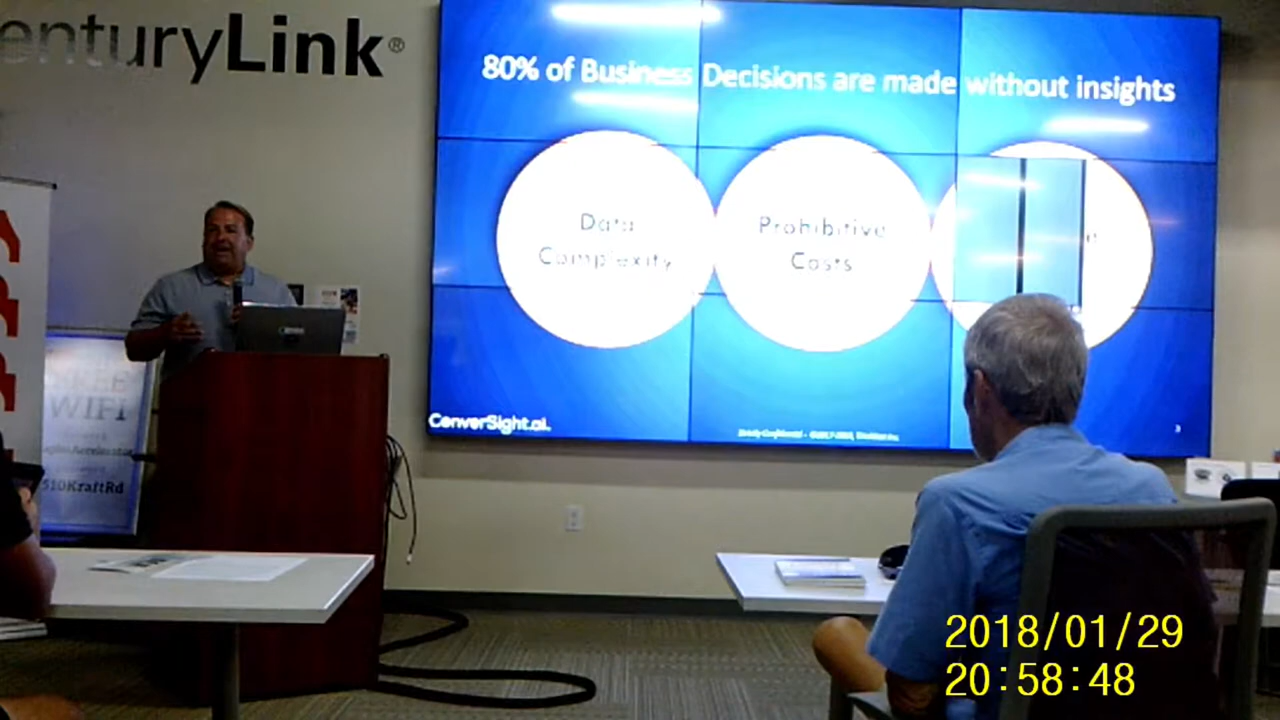 enturyLink®
80% of Business Decisions are made without insights
Data
Complexity
Prohibitive
Costs
ConverSight.ai
3
FREE
WIFI
510KraftRd
2018/01/29
20:58:48